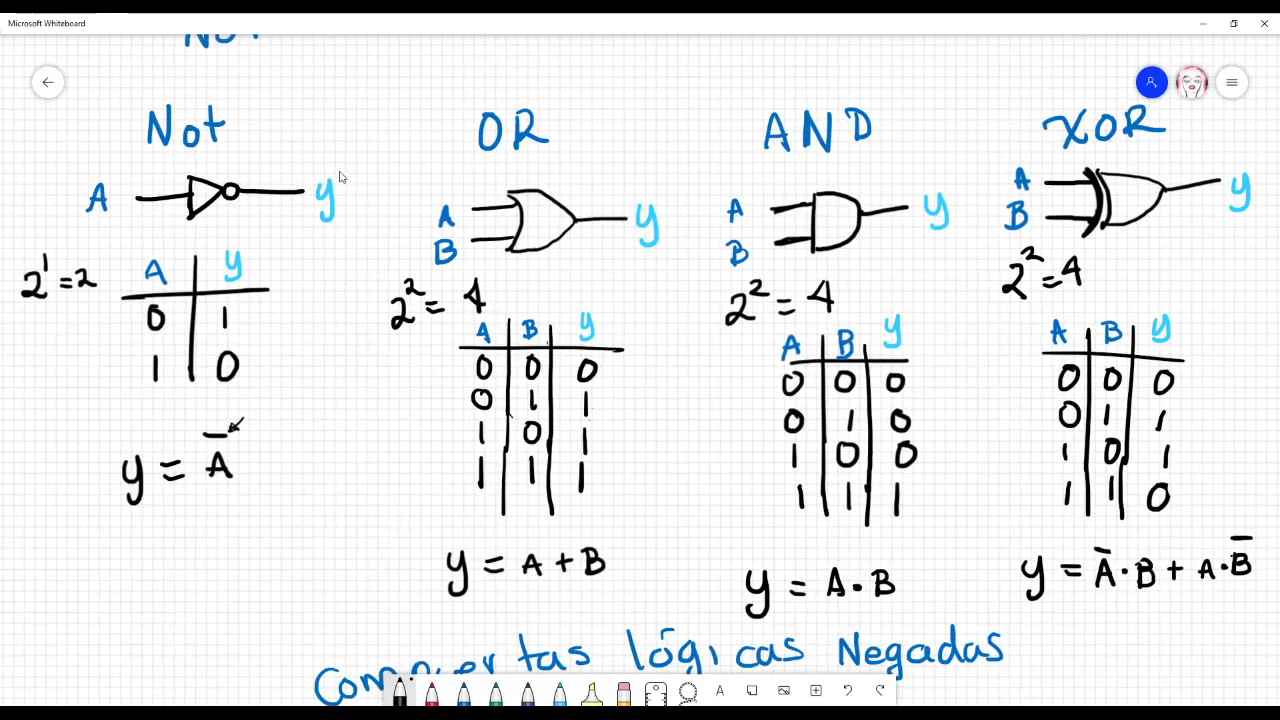 Microsoft Whiteboard
Not
Not
A y
2¹=2
A y
0 1
1 0
y = A̅
OR
A
B
y
2² = 4
A B y
0 0 0
0 1 1
1 0 1
1 1 1
y = A + B
AND
A
B
y
2² = 4
A B y
0 0 0
0 1 0
1 0 0
1 1 1
y = A · B
XOR
A
B
y
2² = 4
A B y
0 0 0
0 1 1
1 0 1
1 1 0
y = A̅ · B + A · B̅
Compuertas lógicas Negadas
A